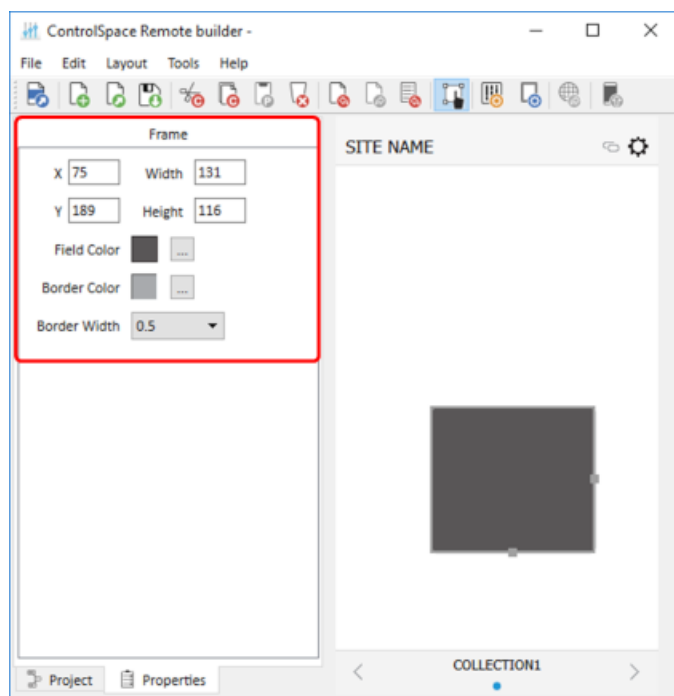 ControlSpace Remote builder -
File Edit Layout Tools Help
Frame
X 75 Width 131
Y 189 Height 116
Field Color ...
Border Color ...
Border Width 0.5
SITE NAME
COLLECTION1
Project Properties